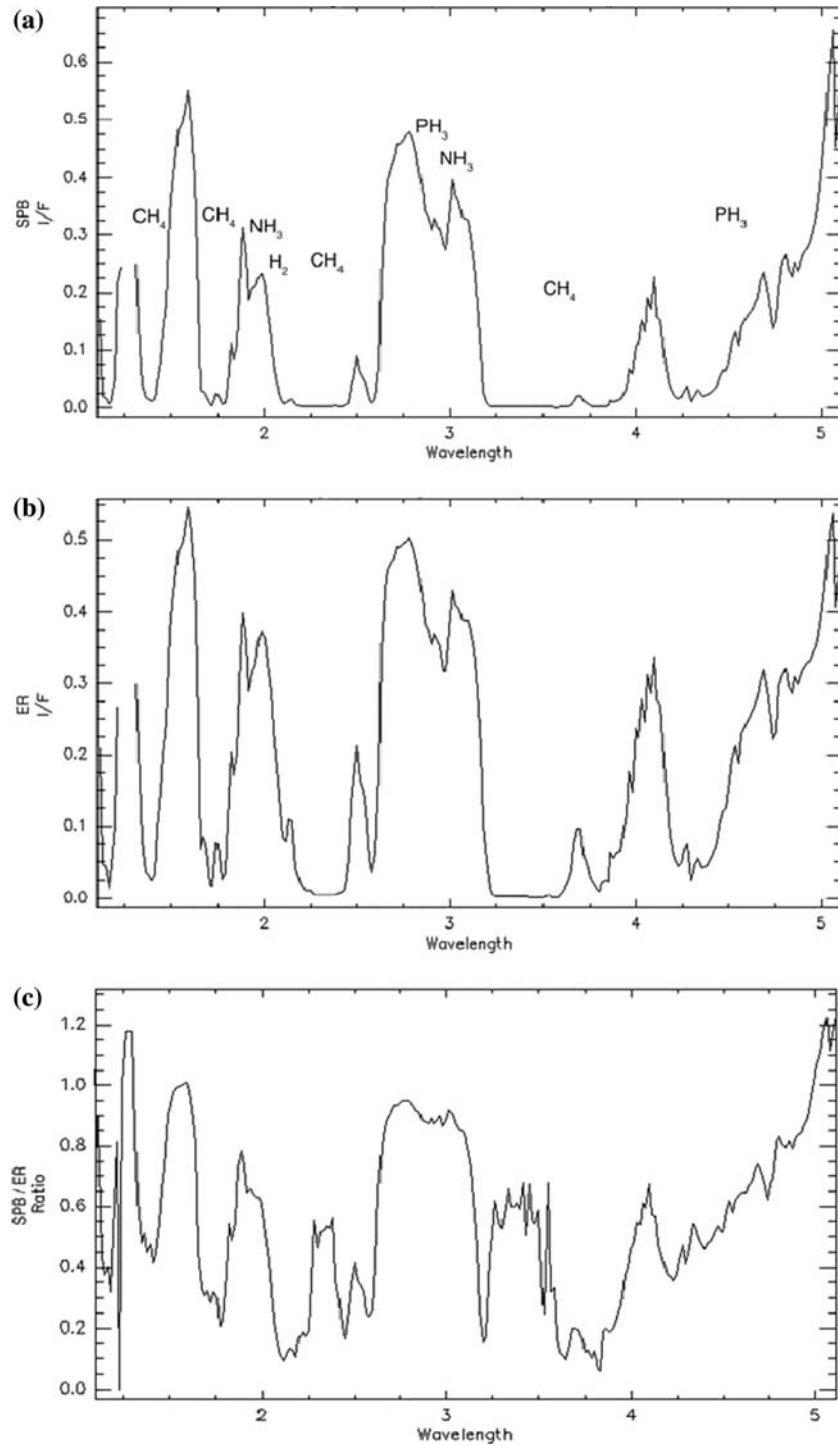 (a)
0.6
0.5
0.4
0.3
0.2
0.1
0.0
SPB
I/F
CH₄
CH₄
NH₃
H₂
CH₄
PH₃
NH₃
CH₄
PH₃
2
3
4
5
Wavelength
(b)
0.5
0.4
0.3
0.2
0.1
0.0
ER
I/F
2
3
4
5
Wavelength
(c)
1.2
1.0
0.8
0.6
0.4
0.2
0.0
SPB/ER
Ratio
2
3
4
5
Wavelength